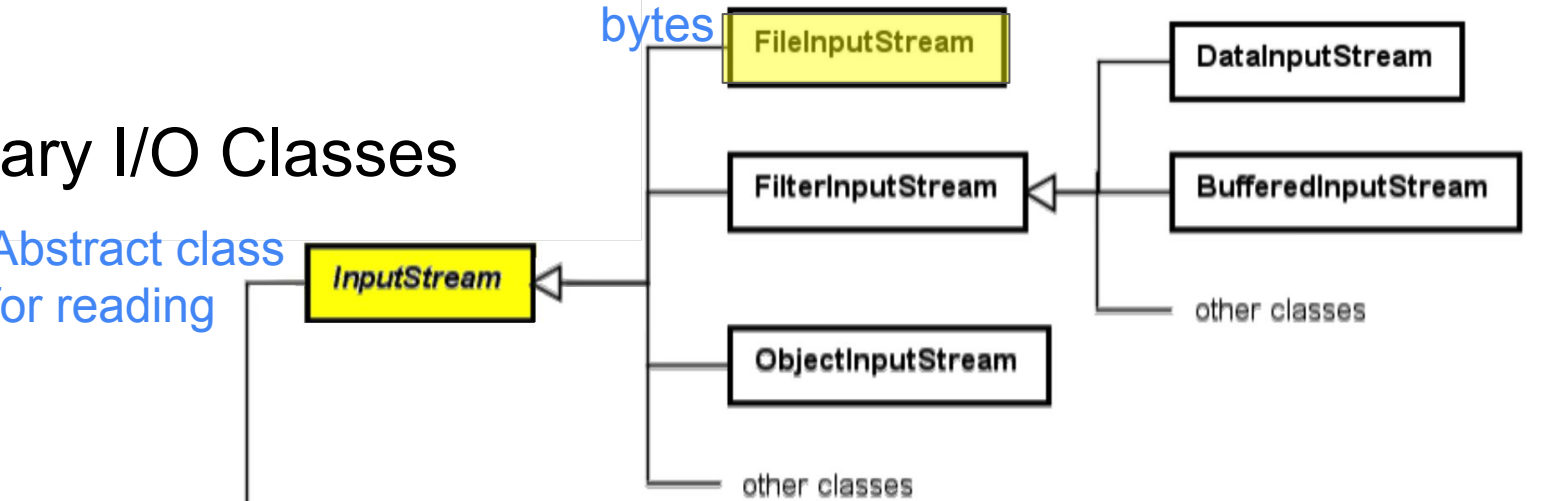 bytes
FileInputStream
DataInputStream
ary I/O Classes
FilterInputStream
BufferedInputStream
Abstract class
for reading
InputStream
other classes
ObjectInputStream
other classes